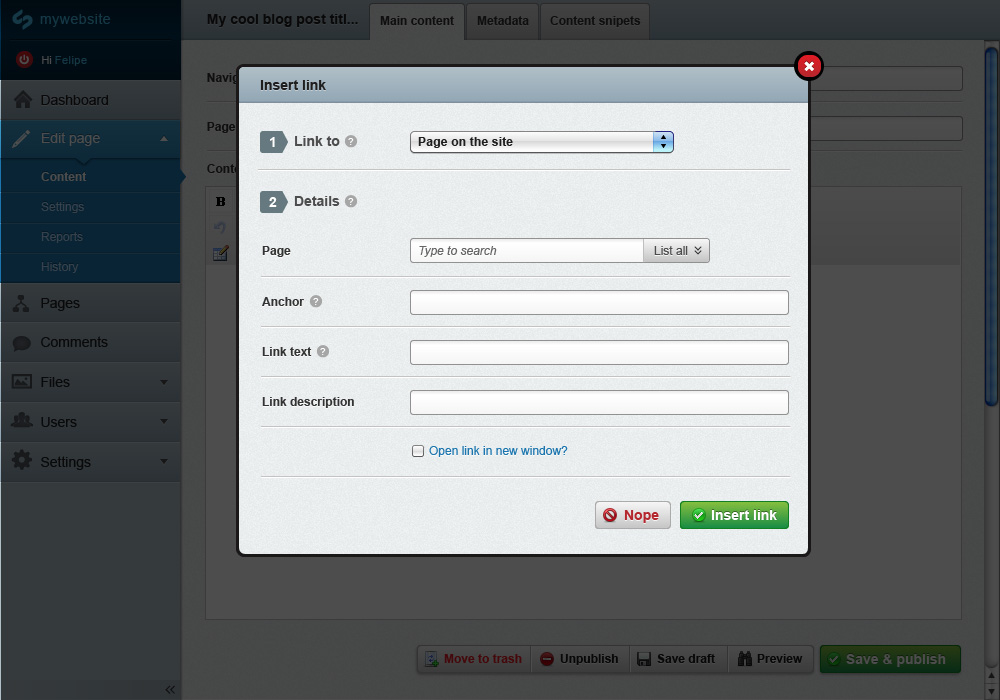 mywebsite
Hi Felipe
Dashboard
Edit page
Content
Settings
Reports
History
Pages
Comments
Files
Users
Settings
«
My cool blog post titl...
Main content
Metadata
Content snipets
Navig
Page
Conte
B
Insert link
1 Link to ?
Page on the site
2 Details ?
Page
Type to search
List all
Anchor ?
Link text ?
Link description
Open link in new window?
Nope
Insert link
Move to trash
Unpublish
Save draft
Preview
Save & publish